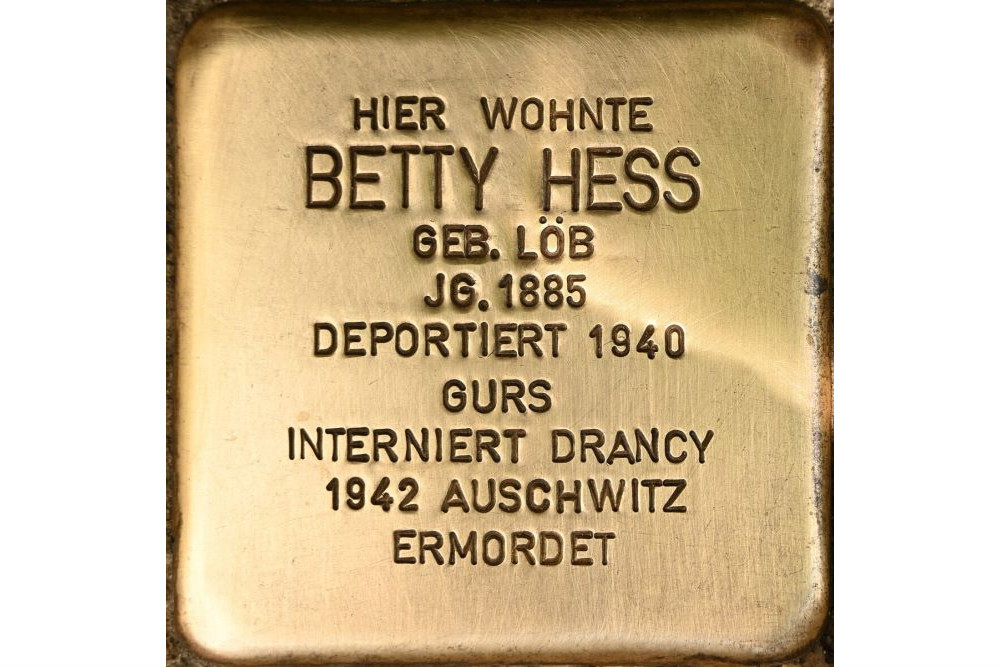 HIER WOHNTE
BETTY HESS
GEB. LÖB
JG. 1885
DEPORTIERT 1940
GURS
INTERNIERT DRANCY
1942 AUSCHWITZ
ERMORDET